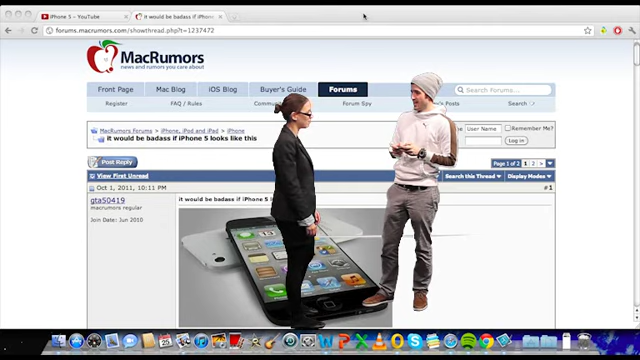 iPhone 5 - YouTube
it would be badass if iPhon
forums.macrumors.com/showthread.php?t=1237472
MacRumors
news and rumors you care about
Front Page Mac Blog iOS Blog Buyer's Guide Forums Search Forums
Register FAQ / Rules Forum Spy Posts Search
MacRumors Forums > iPhone, iPod and iPad > iPhone
it would be badass if iPhone 5 looks like this
User Name Remember Me?
Log in
Post Reply
Page 1 of 2 1 2 >
View First Unread
Search this Thread Display Modes
Oct 1, 2011, 10:11 PM #1
gta50419
macrumors regular
Join Date: Jun 2010
it would be badass if iPhone 5